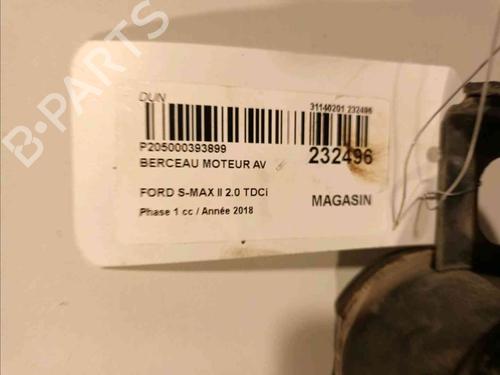 B-PARTS
DUN
31140201 232496
P205000393899
BERCEAU MOTEUR AV
232496
FORD S-MAX II 2.0 TDCi
MAGASIN
Phase 1 cc / Année 2018